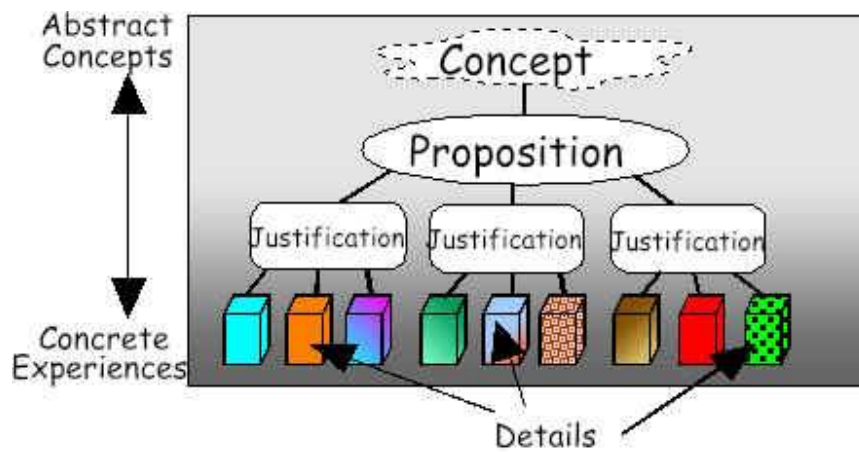 Abstract
Concepts
Concept
Proposition
Justification
Justification
Justification
Concrete
Experiences
Details